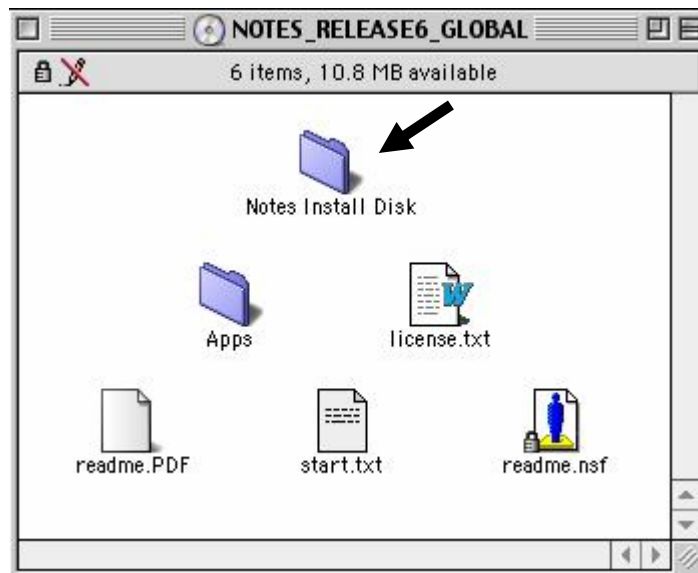 NOTES_RELEASE6_GLOBAL
6 items, 10.8 MB available
Notes Install Disk
Apps
license.txt
readme.PDF
start.txt
readme.nsf